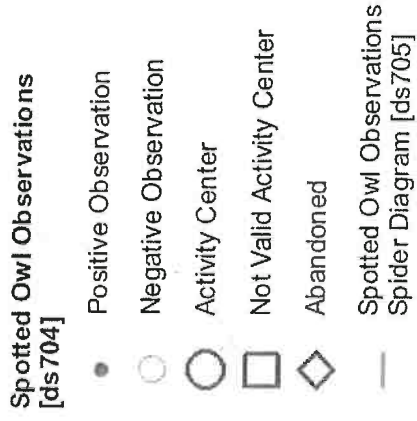 Spotted Owl Observations
[ds704]
Positive Observation
Negative Observation
Activity Center
Not Valid Activity Center
Abandoned
Spotted Owl Observations
Spider Diagram [ds705]